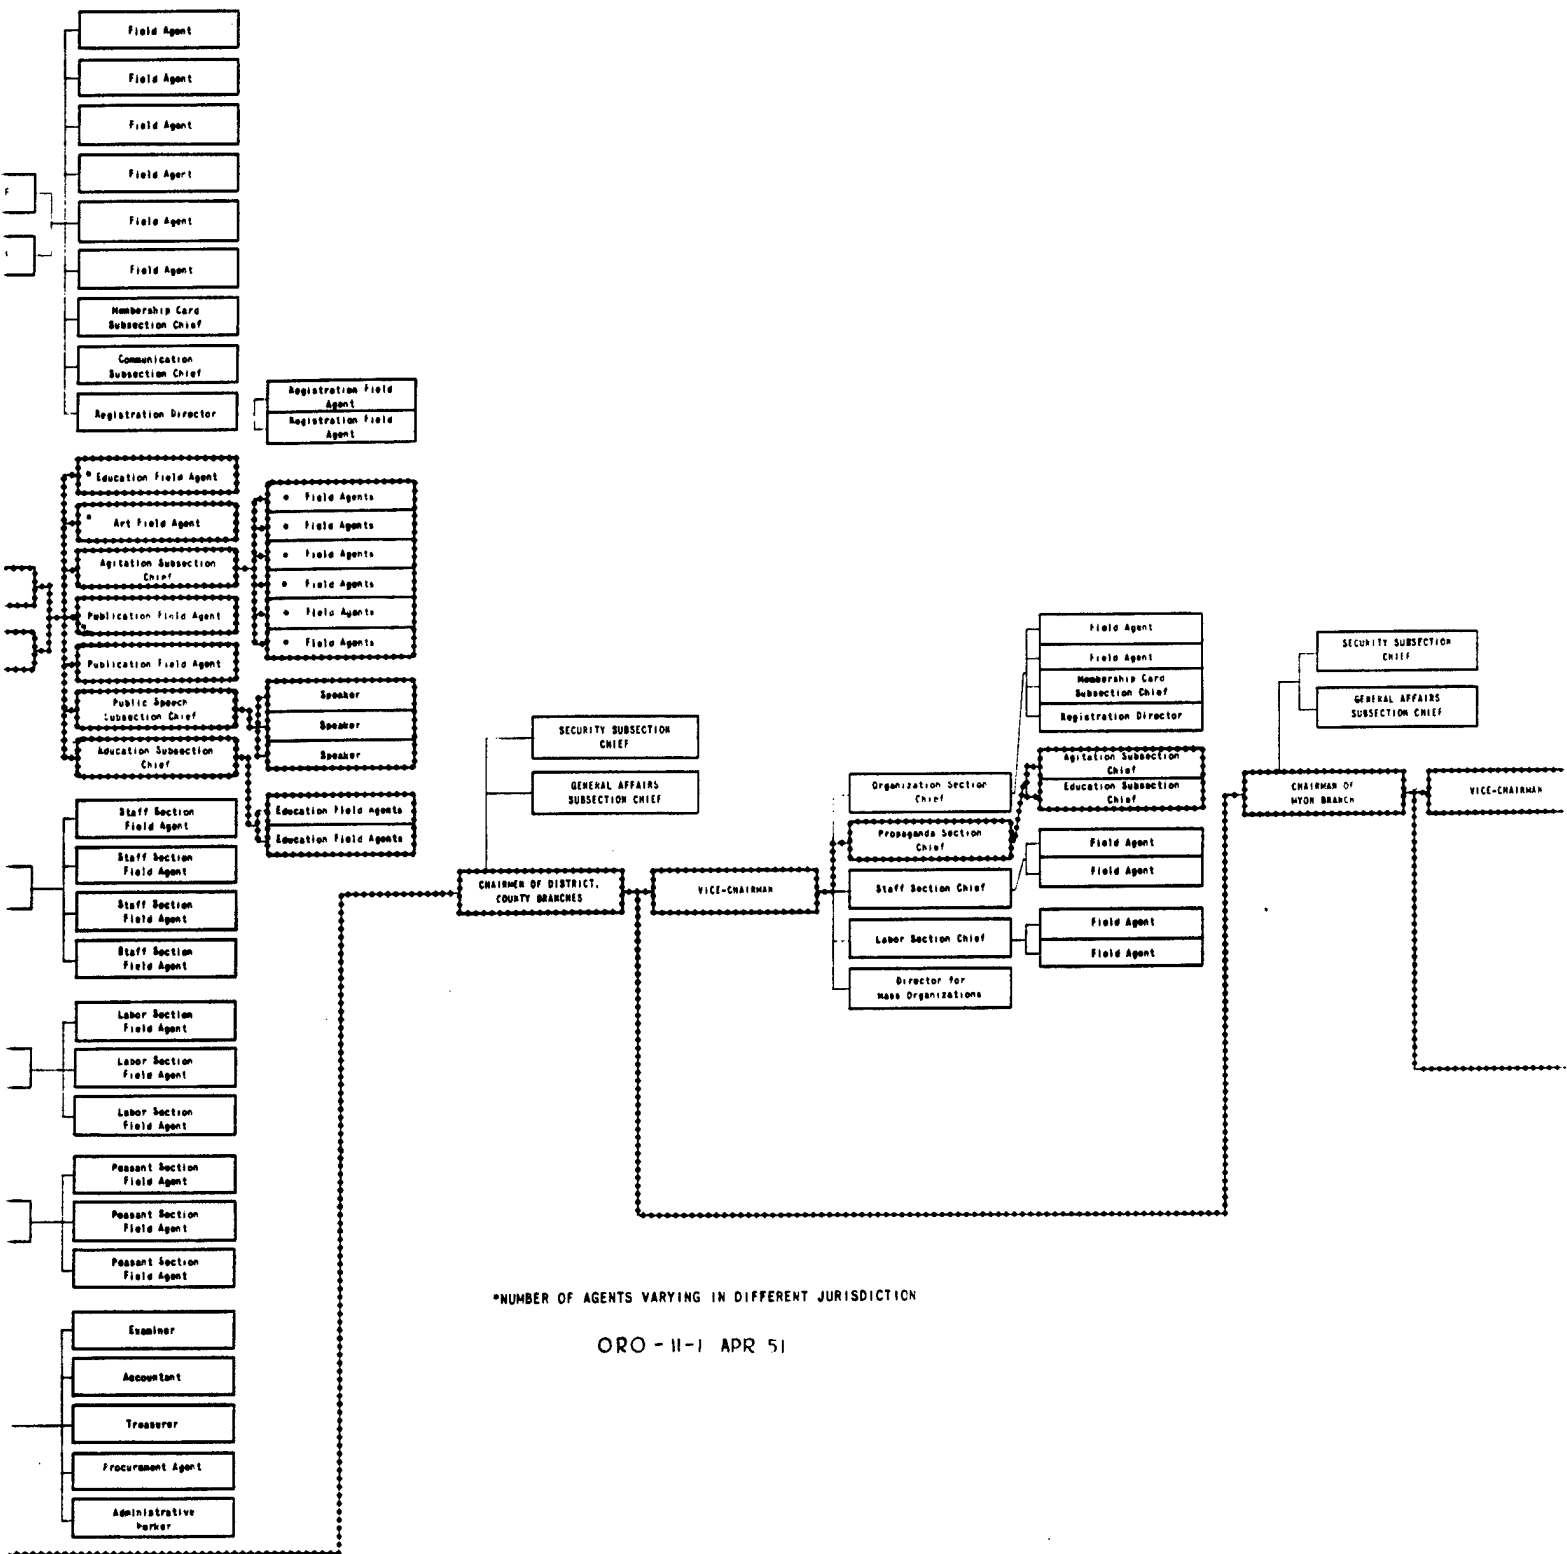 Field Agent
Field Agent
Field Agent
Field Agert
Field Agent
Field Agent
Membership Card
Subsection Chief
Communication
Subsection Chief
Registration Director
Registration Field
Agent
Registration Field
Agent
* Education Field Agent
* Art Field Agent
Agitation Subsection
Chief
Publication Field Agent
Publication Field Agent
Public Speech
Subsection Chief
Aducation Subsection
Chief
* Field Agents
* Field Agents
* Field Agents
* Field Agents
* Field Agents
* Field Agents
Speaker
Speaker
Speaker
Education Field Agents
Education Field Agents
Staff Section
Field Agent
Staff Section
Field Agent
Staff Section
Field Agent
Staff Section
Field Agent
Labor Section
Field Agent
Labor Section
Field Agent
Labor Section
Field Agent
Peasant Section
Field Agent
Peasant Section
Field Agent
Peasant Section
Field Agent
Examiner
Accountant
Treasurer
Procurement Agent
Administrative
Worker
SECURITY SUBSECTION
CHIEF
GENERAL AFFAIRS
SUBSECTION CHIEF
CHAIRMEN OF DISTRICT,
COUNTY BRANCHES
VICE-CHAIRMAN
Organization Section
Chief
Propaganda Section
Chief
Staff Section Chief
Labor Section Chief
Director for
Mass Organizations
Field Agent
Field Agent
Membership Card
Subsection Chief
Registration Director
Agitation Subsection
Chief
Education Subsection
Chief
Field Agent
Field Agent
Field Agent
Field Agent
SECURITY SUBSECTION
CHIEF
GENERAL AFFAIRS
SUBSECTION CHIEF
CHAIRMAN OF
MYON BRANCH
VICE-CHAIRMAN
*NUMBER OF AGENTS VARYING IN DIFFERENT JURISDICTION
ORO-11-1 APR 51